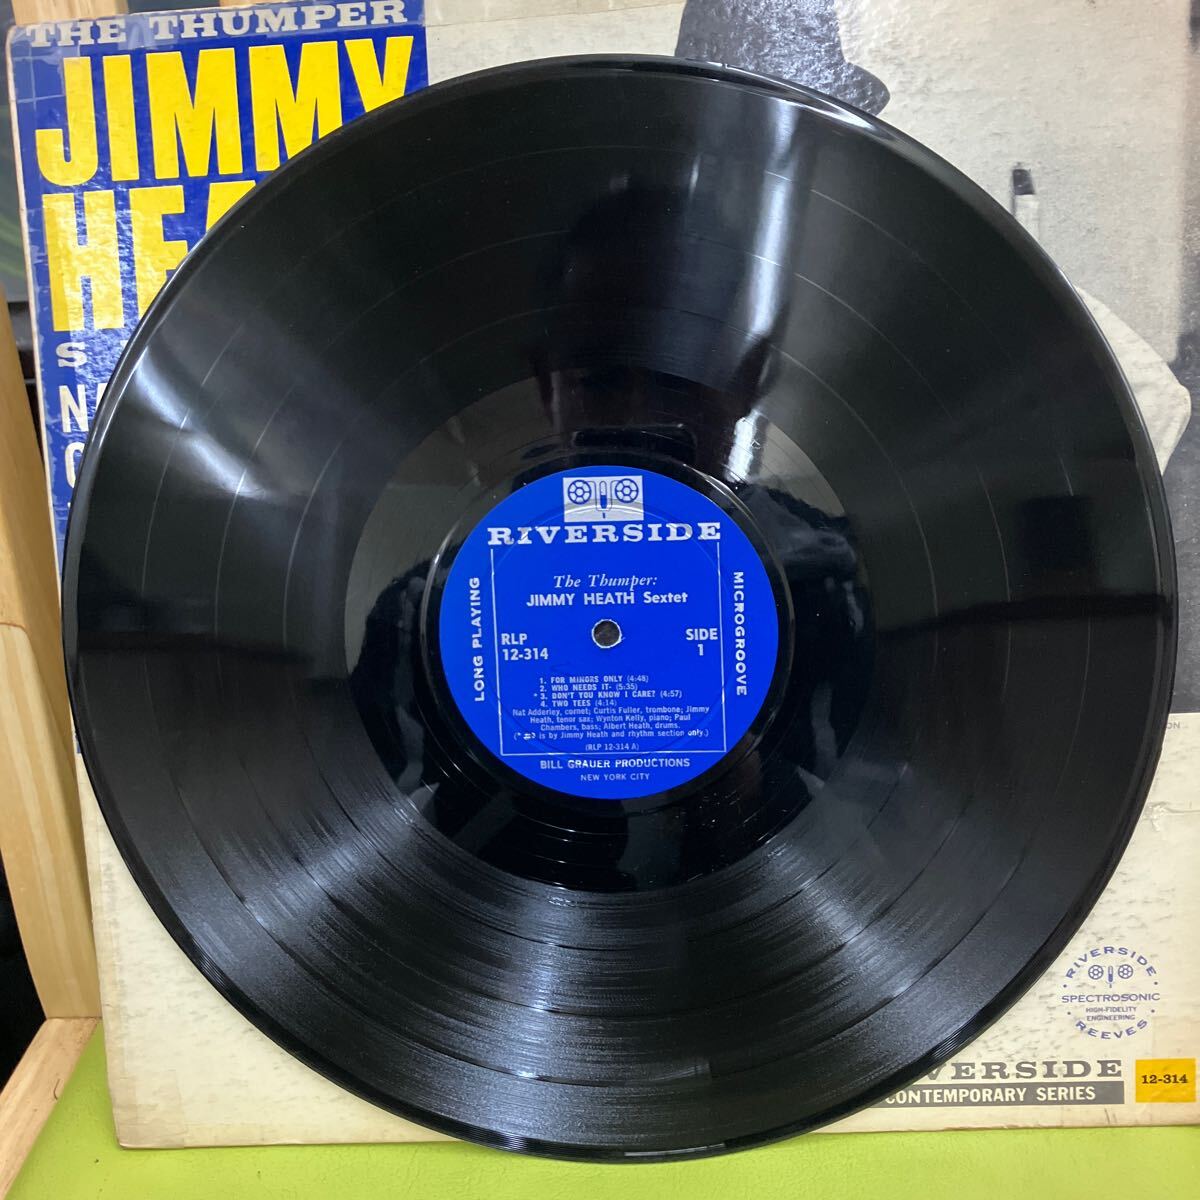 THE THUMPER
JIMMY
RIVERSIDE
The Thumper:
JIMMY HEATH Sextet
LONG PLAYING
MICROGROOVE
RLP
12-314
SIDE
1
1. FOR MINORS ONLY (4:48)
2. WHO NEEDS IT- (5:35)
* 3. DON'T YOU KNOW I CARE? (4:57)
4. TWO TEES (4:14)
Nat Adderley, cornet; Curtis Fuller, trombone; Jimmy
Heath, tenor sax; Wynton Kelly, piano; Paul
Chambers, bass; Albert Heath, drums.
(* #3 is by Jimmy Heath and rhythm section only.)
(RLP 12-314 A)
BILL GRAUER PRODUCTIONS
NEW YORK CITY
RIVERSIDE
SPECTROSONIC
HIGH-FIDELITY
ENGINEERING
REEVES
VERSIDE
CONTEMPORARY SERIES
12-314